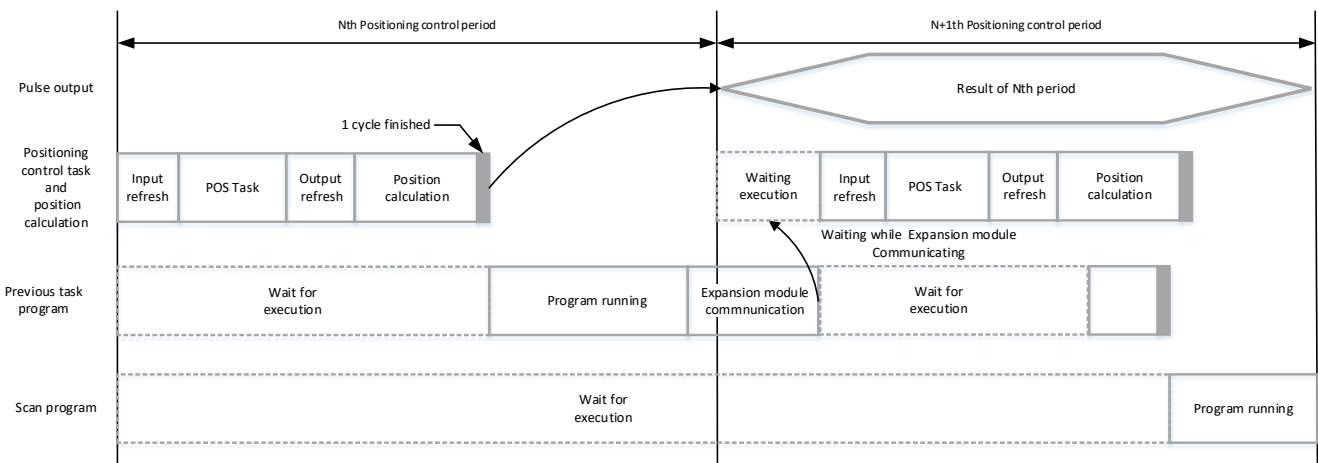 Nth Positioning control period
N+1th Positioning control period
Pulse output
Result of Nth period
1 cycle finished
Positioning
control task
and
position
calculation
Input
refresh
POS Task
Output
refresh
Position
calculation
Waiting
execution
Input
refresh
POS Task
Output
refresh
Position
calculation
Waiting while Expansion module
Communicating
Previous task
program
Wait for
execution
Program running
Expansion module
commnunication
Wait for
execution
Scan program
Wait for
execution
Program running